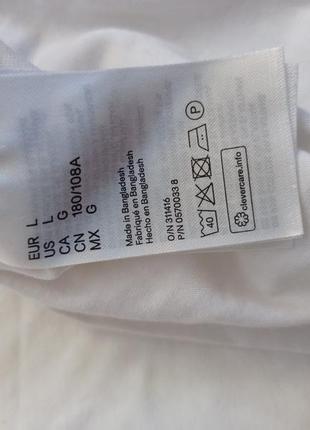 EUR L
US L
CA G
CN 180/108A
MX G
Made in Bangladesh
Fabriqué en Bangladesh
Hecho en Bangladesh
O/N 311416
P/N 0570033 8
40 P
clevercare.info